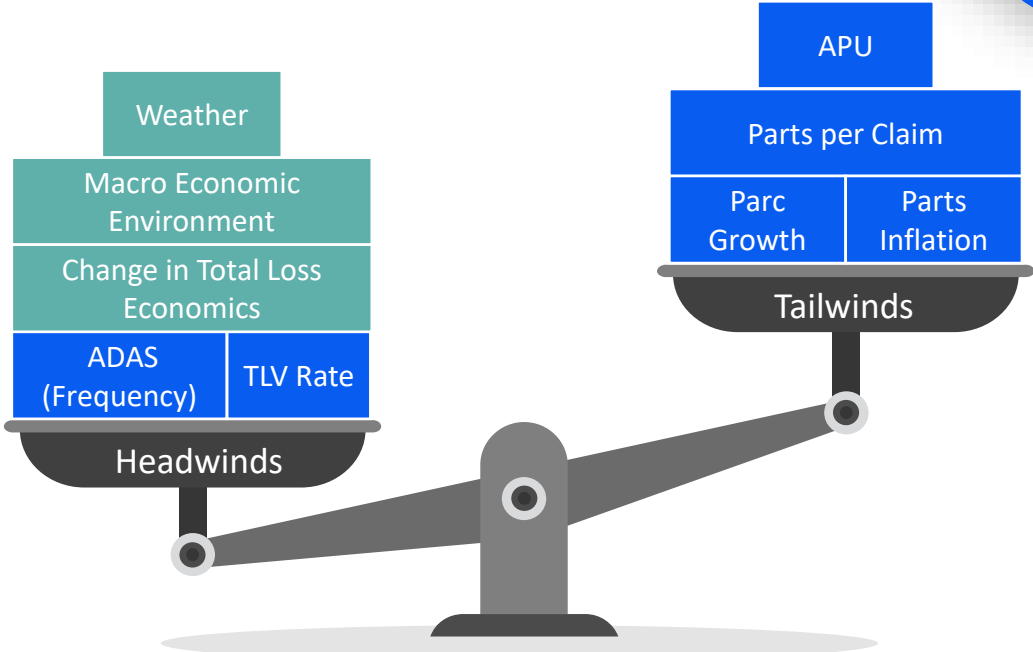 Weather
Macro Economic
Environment
Change in Total Loss
Economics
ADAS
(Frequency)
TLV Rate
Headwinds
APU
Parts per Claim
Parc
Growth
Parts
Inflation
Tailwinds